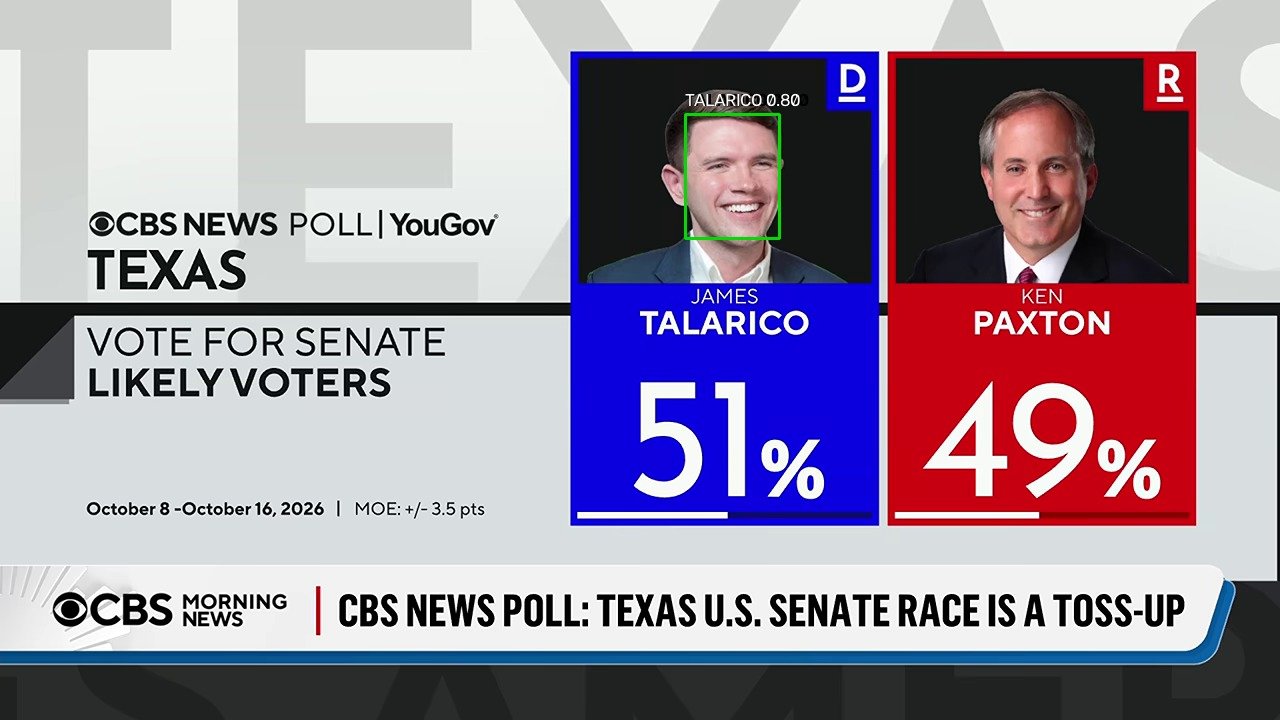 CBS NEWS POLL | YouGov
TEXAS
VOTE FOR SENATE
LIKELY VOTERS
October 8 -October 16, 2026 | MOE: +/- 3.5 pts
D
TALARICO 0.80
JAMES
TALARICO
51%
R
KEN
PAXTON
49%
CBS MORNING NEWS | CBS NEWS POLL: TEXAS U.S. SENATE RACE IS A TOSS-UP